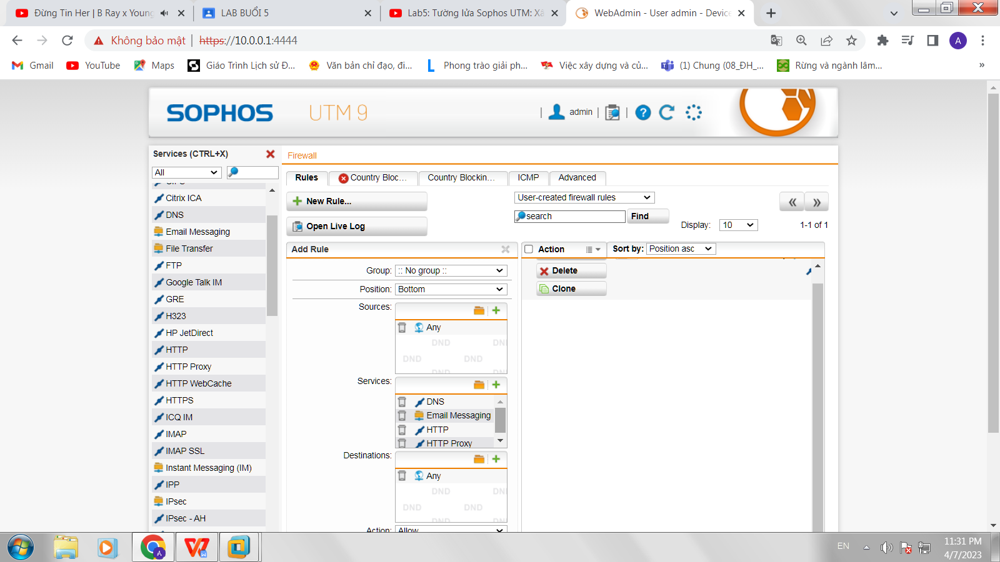 Đừng Tin Her | B Ray x Young
LAB BUỔI 5
Lab5: Tường lửa Sophos UTM: Xâ
WebAdmin - User admin - Device
Không bảo mật | https://10.0.0.1:4444
A
Gmail
YouTube
Maps
Giáo Trình Lịch sử Đ...
Văn bản chỉ đạo, đi...
Phong trào giải ph...
Việc xây dựng và củ...
(1) Chung (08_ĐH_...
Rừng và ngành lâm...
»
SOPHOS
UTM 9
| admin | |
Services (CTRL+X)
All
Citrix ICA
DNS
Email Messaging
File Transfer
FTP
Google Talk IM
GRE
H323
HP JetDirect
HTTP
HTTP Proxy
HTTP WebCache
HTTPS
ICQ IM
IMAP
IMAP SSL
Instant Messaging (IM)
IPP
IPsec
IPsec - AH
Firewall
Rules
Country Bloc...
Country Blockin...
ICMP
Advanced
New Rule...
Open Live Log
User-created firewall rules
search
Find
Display:
10
1-1 of 1
Add Rule
Group:
:: No group ::
Position:
Bottom
Sources:
Any
DND
DND
DND
Services:
DNS
Email Messaging
HTTP
HTTP Proxy
Destinations:
Any
DND
DND
DND
Action:
Allow
Action
Sort by:
Position asc
Delete
Clone
EN
11:31 PM
4/7/2023